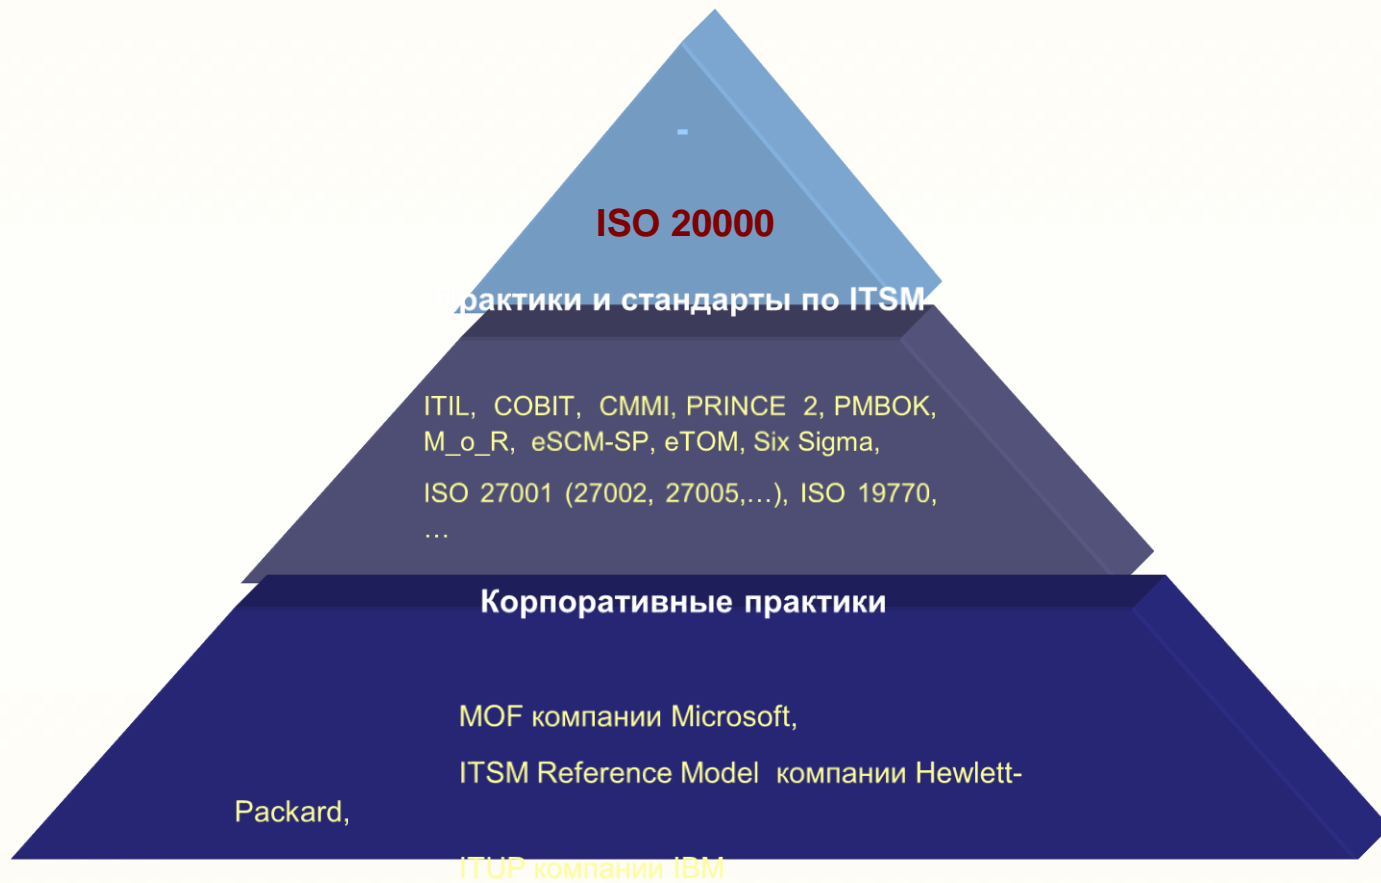 -
ISO 20000
рактики и стандарты по ITSM
ITIL, COBIT, CMMI, PRINCE 2, PMBOK,
M_o_R, eSCM-SP, eTOM, Six Sigma,
ISO 27001 (27002, 27005,...), ISO 19770,
...
Корпоративные практики
MOF компании Microsoft,
ITSM Reference Model компании Hewlett-
Packard,
ITUP компании IBM